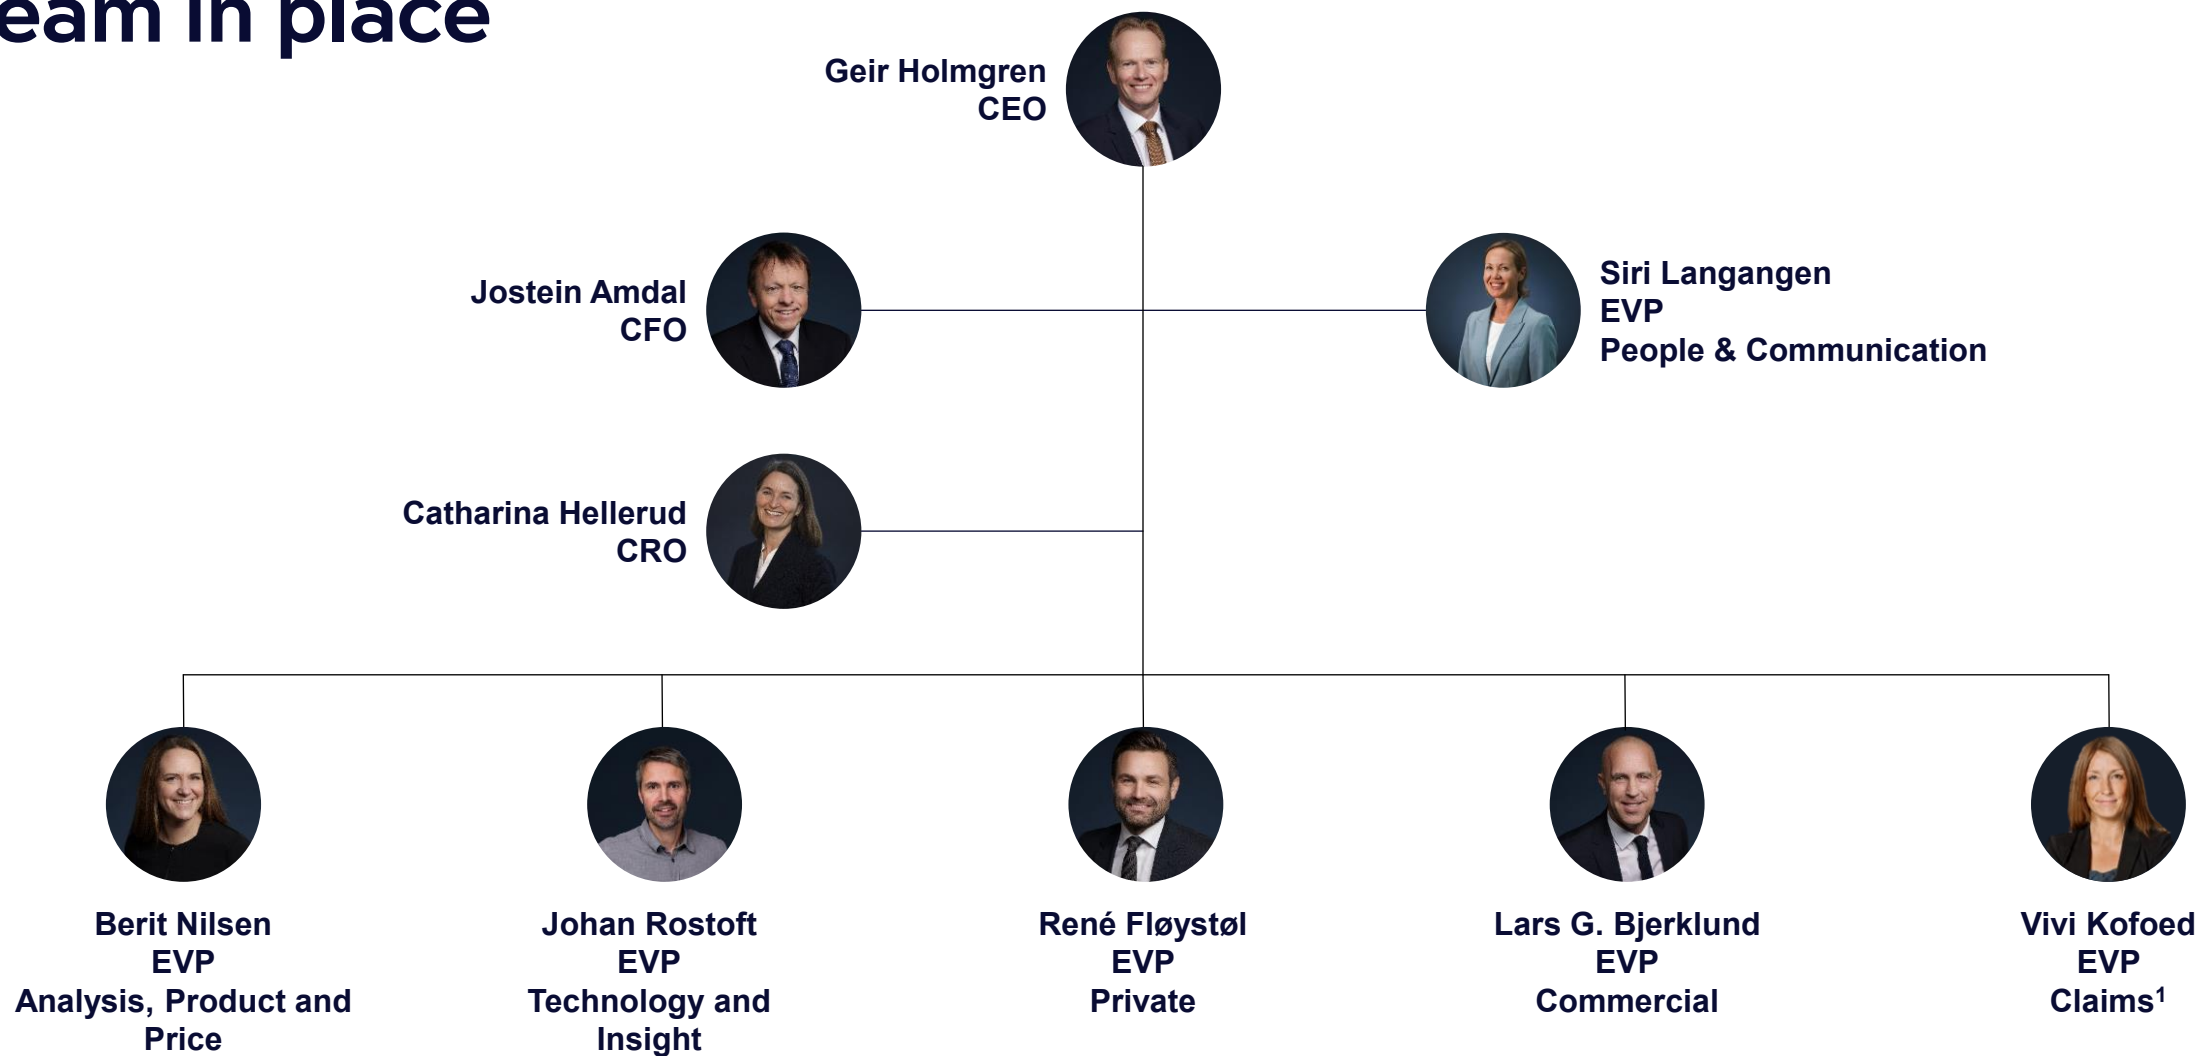 eam in place
Geir Holmgren
CEO
Jostein Amdal
CFO
Siri Langangen
EVP
People & Communication
Catharina Hellerud
CRO
Berit Nilsen
EVP
Analysis, Product and
Price
Johan Rostoft
EVP
Technology and
Insight
René Fløystøl
EVP
Private
Lars G. Bjerklund
EVP
Commercial
Vivi Kofoed
EVP
Claims¹